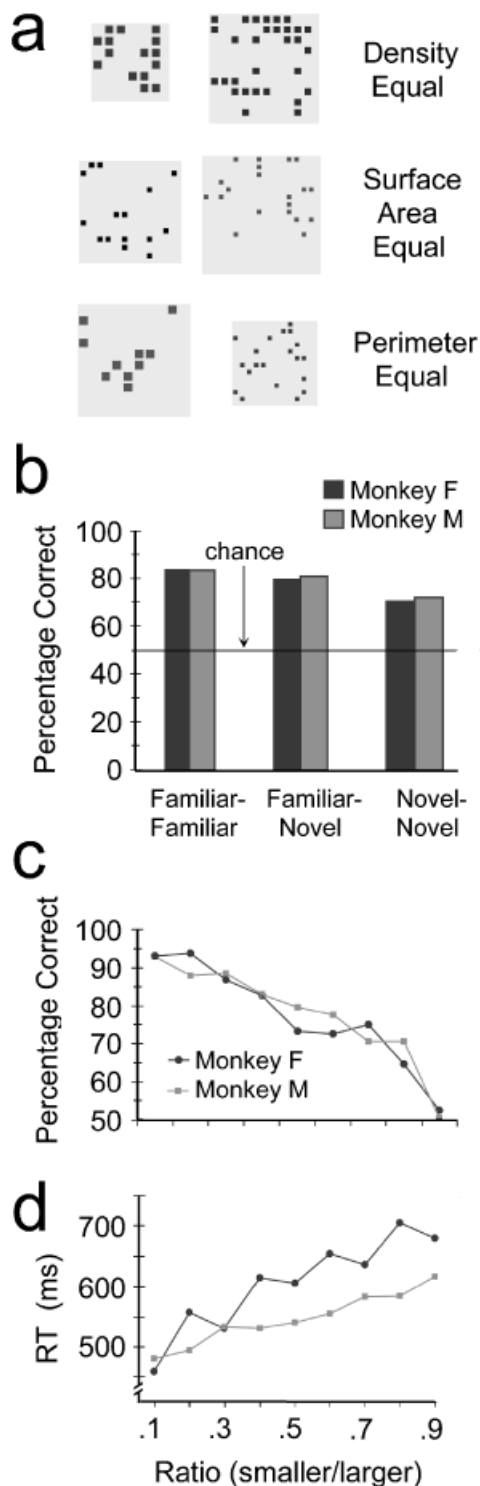 a
Density
Equal
Surface
Area
Equal
Perimeter
Equal
b
Monkey F
Monkey M
Percentage Correct
100
80
60
40
20
0
chance
Familiar-
Familiar
Familiar-
Novel
Novel-
Novel
c
Percentage Correct
100
90
80
70
60
50
Monkey F
Monkey M
d
RT (ms)
700
600
500
.1 .3 .5 .7 .9
Ratio (smaller/larger)